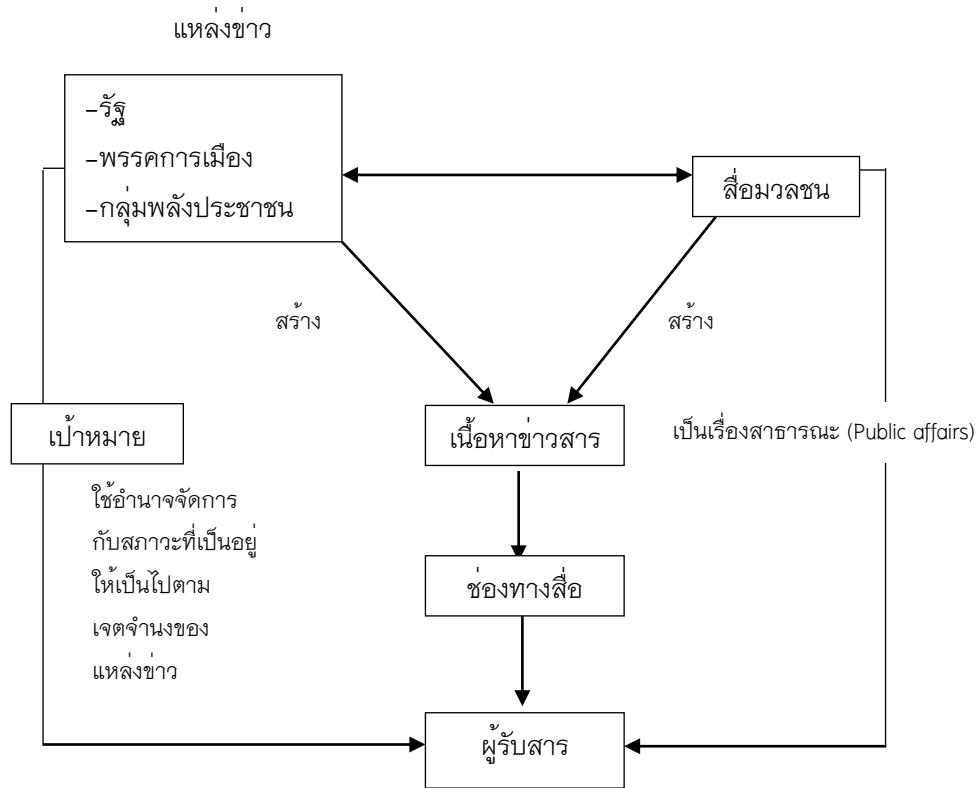 แหล่งข่าว
-รัฐ
-พรรคการเมือง
-กลุ่มพลังประชาชน
สื่อมวลชน
สร้าง
สร้าง
เป้าหมาย
เนื้อหาข่าวสาร
เป็นเรื่องสาธารณะ (Public affairs)
ใช้อำนาจจัดการ
กับสภาวะที่เป็นอยู่
ให้เป็นไปตาม
เจตจำนงของ
แหล่งข่าว
ช่องทางสื่อ
ผู้รับสาร